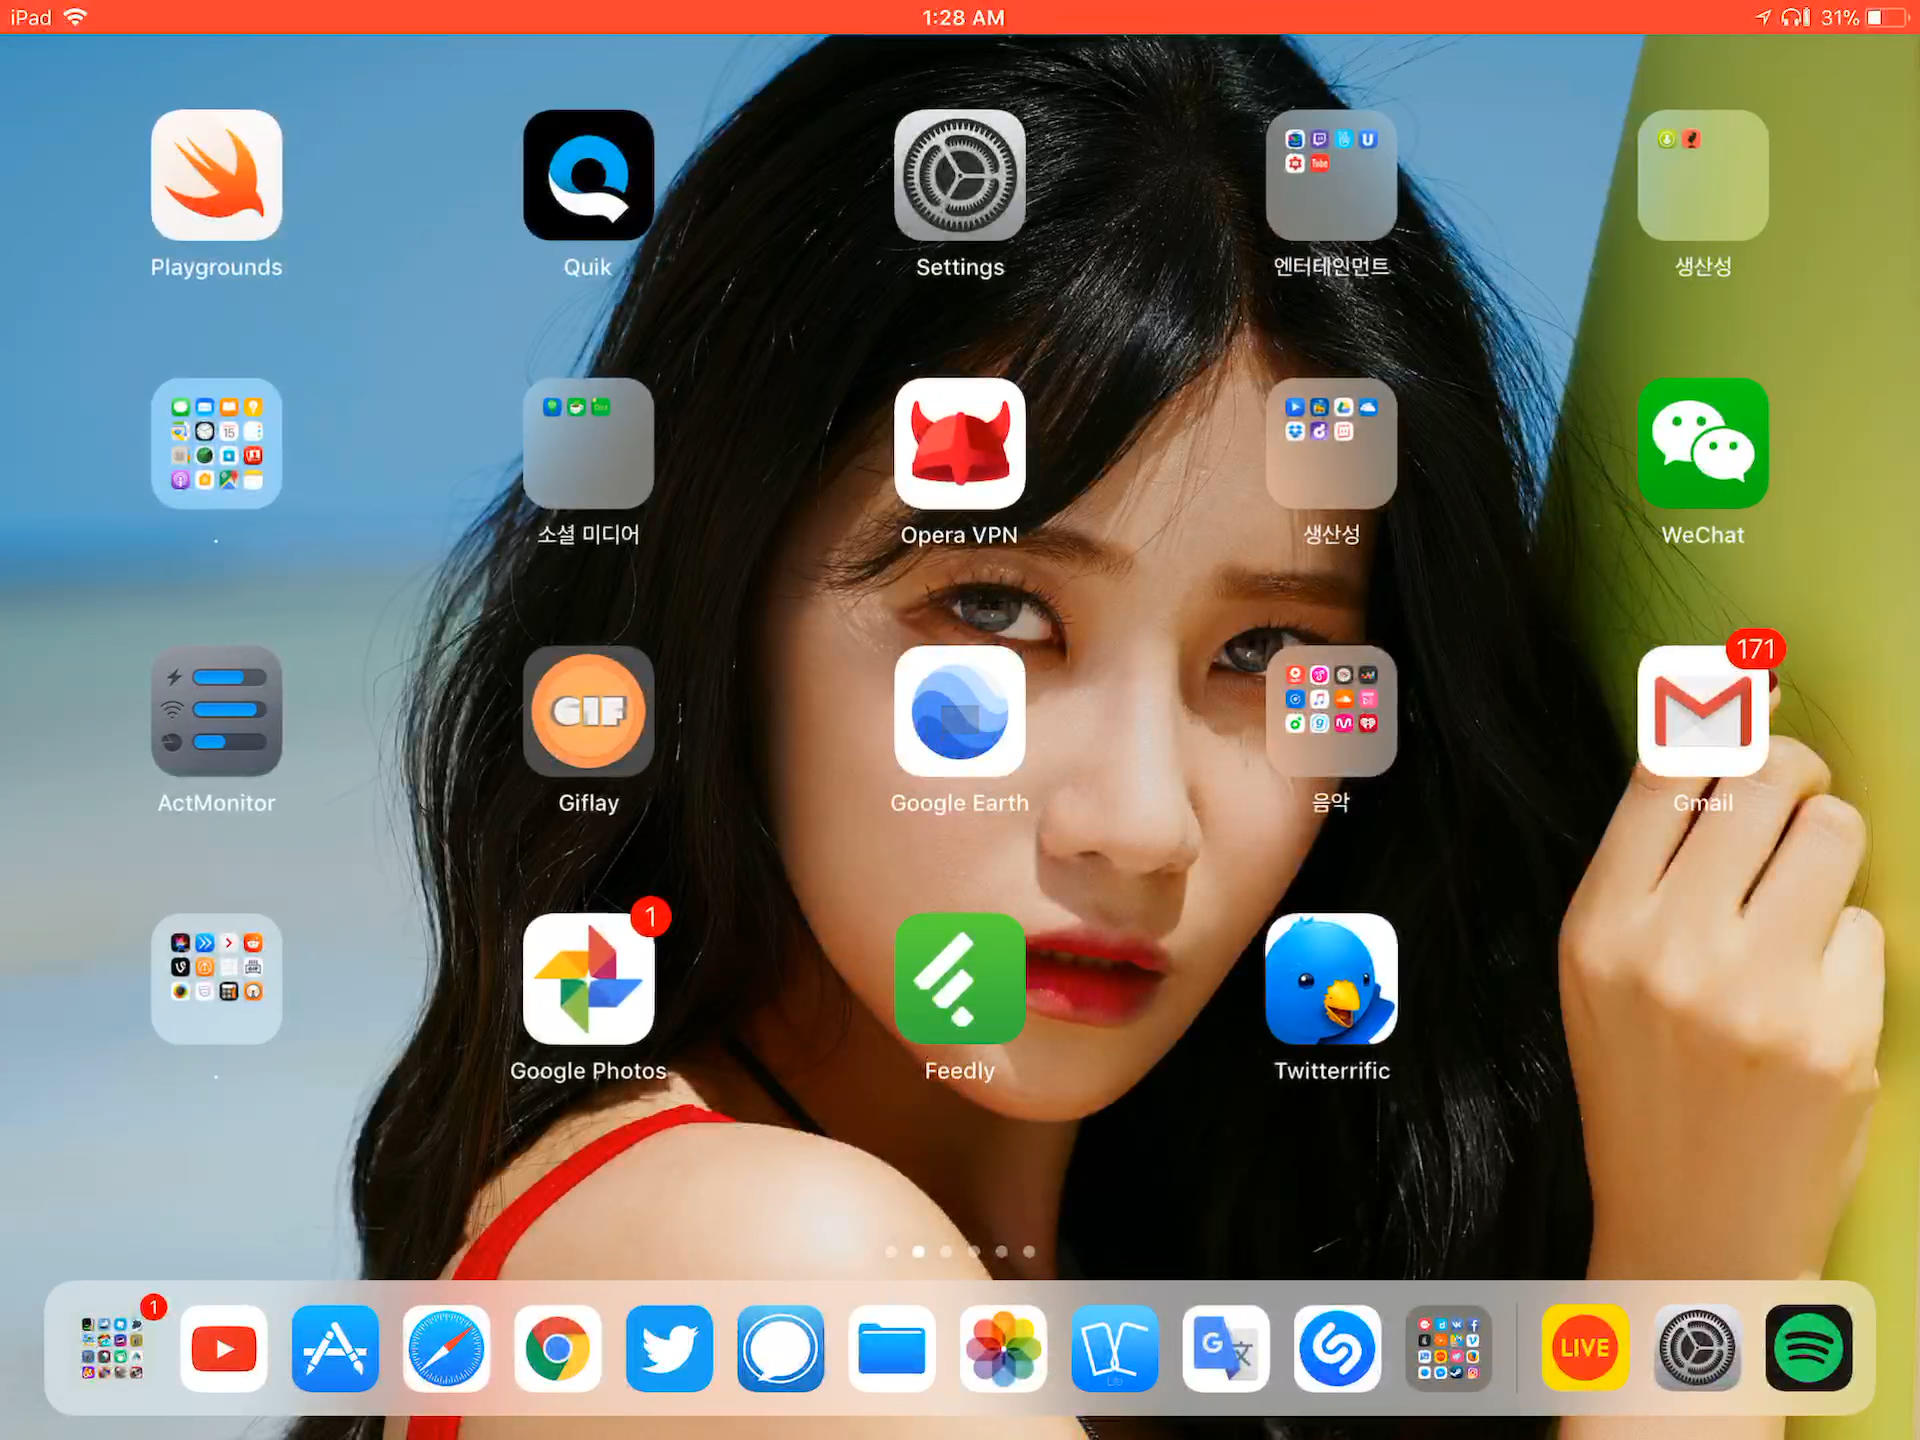 iPad
1:28 AM
31%
Playgrounds
Quik
Settings
엔터테인먼트
생산성
소셜 미디어
Opera VPN
생산성
WeChat
171
GIF
ActMonitor
Giflay
Google Earth
음악
Gmail
1
Google Photos
Feedly
Twitterrific
1
G 文
LIVE